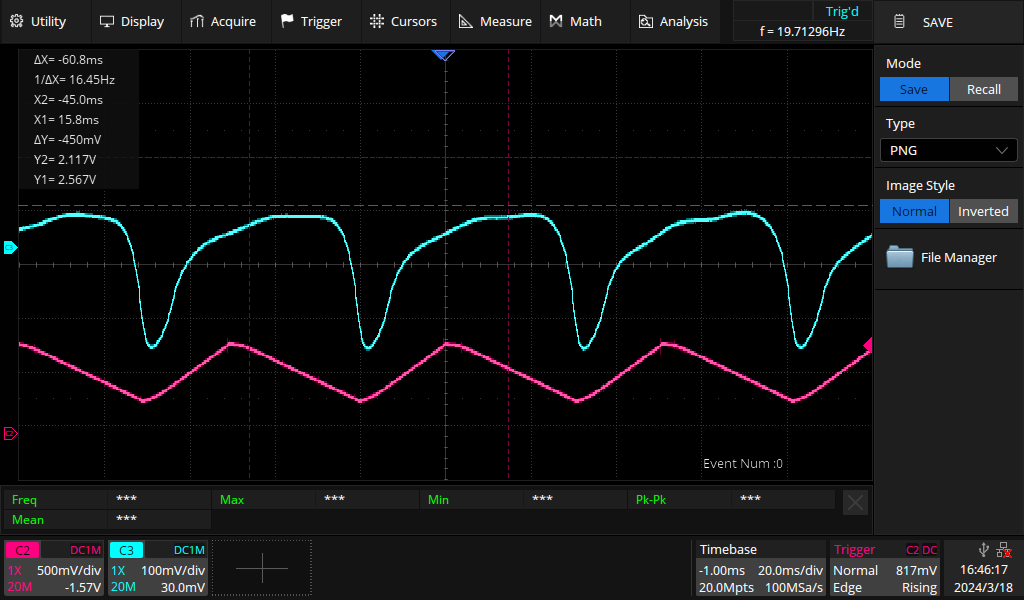 Utility Display Acquire Trigger Cursors Measure Math Analysis
Trig'd
f = 19.71296Hz
SAVE
ΔX= -60.8ms
1/ΔX= 16.45Hz
X2= -45.0ms
X1= 15.8ms
ΔY= -450mV
Y2= 2.117V
Y1= 2.567V
Mode
Save Recall
Type
PNG
Image Style
Normal Inverted
File Manager
C3
C2
Event Num :0
Freq *** Max *** Min *** Pk-Pk ***
Mean ***
C2 DC1M
1X 500mV/div
20M -1.57V
C3 DC1M
1X 100mV/div
20M 30.0mV
Timebase
-1.00ms 20.0ms/div
20.0Mpts 100MSa/s
Trigger C2 DC
Normal 817mV
Edge Rising
16:46:17
2024/3/18